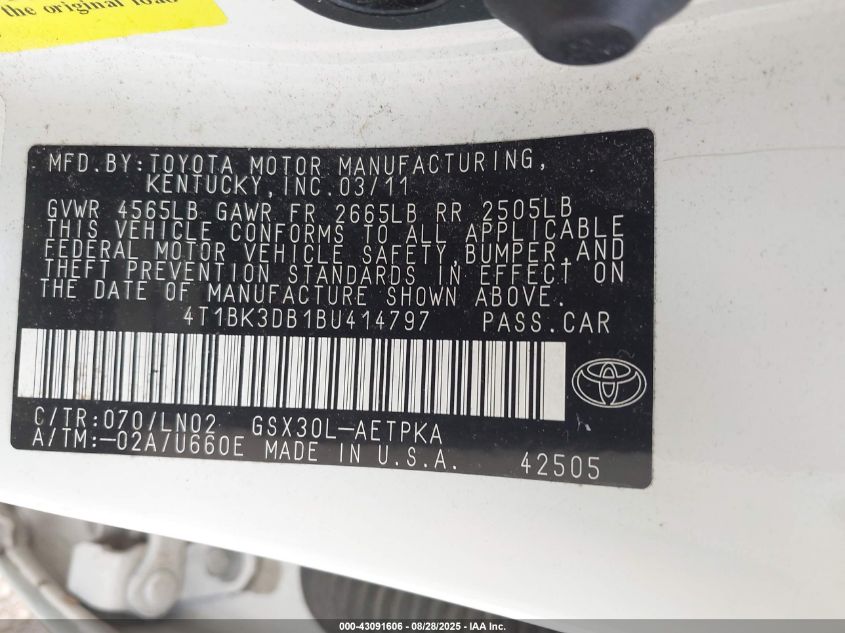 the original load
MFD.BY:TOYOTA MOTOR MANUFACTURING,
KENTUCKY, INC.03/11
GVWR 4565LB GAWR FR 2665LB RR 2505LB
THIS VEHICLE CONFORMS TO ALL APPLICABLE
FEDERAL MOTOR VEHICLE SAFETY,BUMPER,AND
THEFT PREVENTION STANDARDS IN EFFECT ON
THE DATE OF MANUFACTURE SHOWN ABOVE.
4T1BK3DB1BU414797 PASS.CAR
C/TR:070/LN02 GSX30L-AETPKA
A/TM:-02A/U660E MADE IN U.S.A. 42505
000-43091606 - 08/28/2025 - IAA Inc.